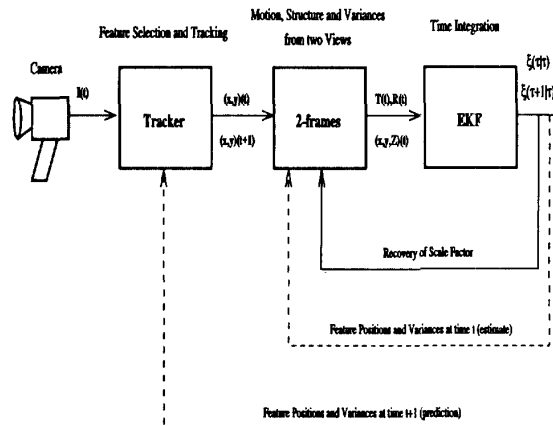 Motion, Structure and Variances
Feature Selection and Tracking
from two Views
Time Integration
Camera
I(t)
Tracker
(x,y)(t)
(x,y)(t+1)
2-frames
T(t),R(t)
(x,y,Z)(t)
EKF
ξ(τ|τ)
ξ(τ+1|τ)
Recovery of Scale Factor
Feature Positions and Variances at time t (estimate)
Feature Positions and Variances at time t+1 (prediction)